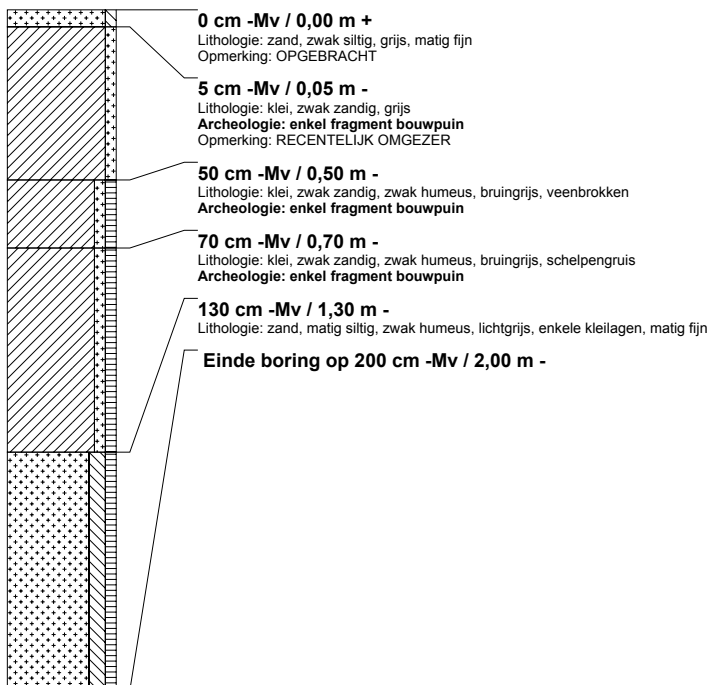 0 cm -Mv / 0,00 m +
Lithologie: zand, zwak siltig, grijs, matig fijn
Opmerking: OPGEBRACHT
5 cm -Mv / 0,05 m -
Lithologie: klei, zwak zandig, grijs
Archeologie: enkel fragment bouwpuin
Opmerking: RECENTELIJK OMGEZER
50 cm -Mv / 0,50 m -
Lithologie: klei, zwak zandig, zwak humeus, bruingrijs, veenbrokken
Archeologie: enkel fragment bouwpuin
70 cm -Mv / 0,70 m -
Lithologie: klei, zwak zandig, zwak humeus, bruingrijs, schelpengruis
Archeologie: enkel fragment bouwpuin
130 cm -Mv / 1,30 m -
Lithologie: zand, matig siltig, zwak humeus, lichtgrijs, enkele kleilagen, matig fijn
Einde boring op 200 cm -Mv / 2,00 m -